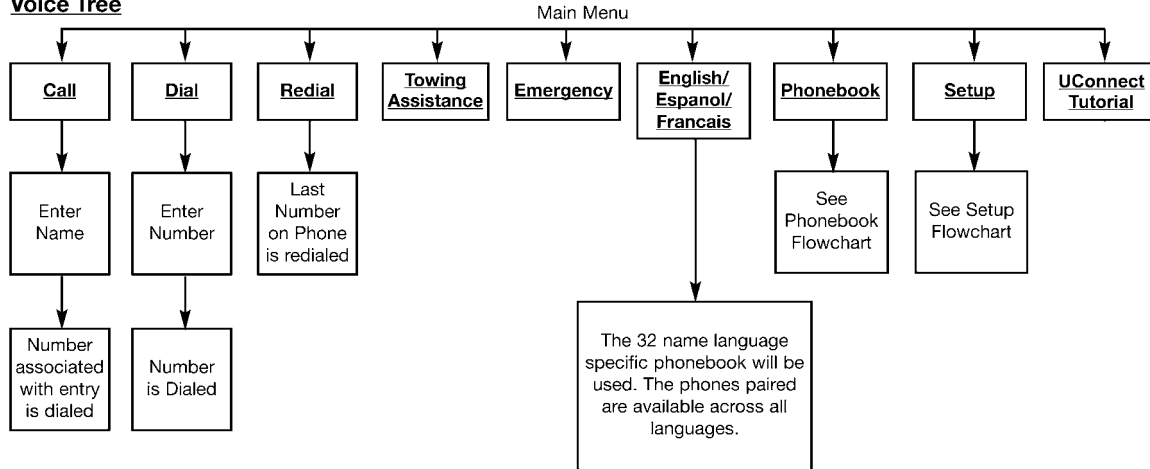 Voice Tree
Main Menu
Call
Dial
Redial
Towing
Assistance
Emergency
English/
Espanol/
Francais
Phonebook
Setup
UConnect
Tutorial
Enter
Name
Enter
Number
Last
Number
on Phone
is redialed
See
Phonebook
Flowchart
See Setup
Flowchart
Number
associated
with entry
is dialed
Number
is Dialed
The 32 name language
specific phonebook will be
used. The phones paired
are available across all
languages.